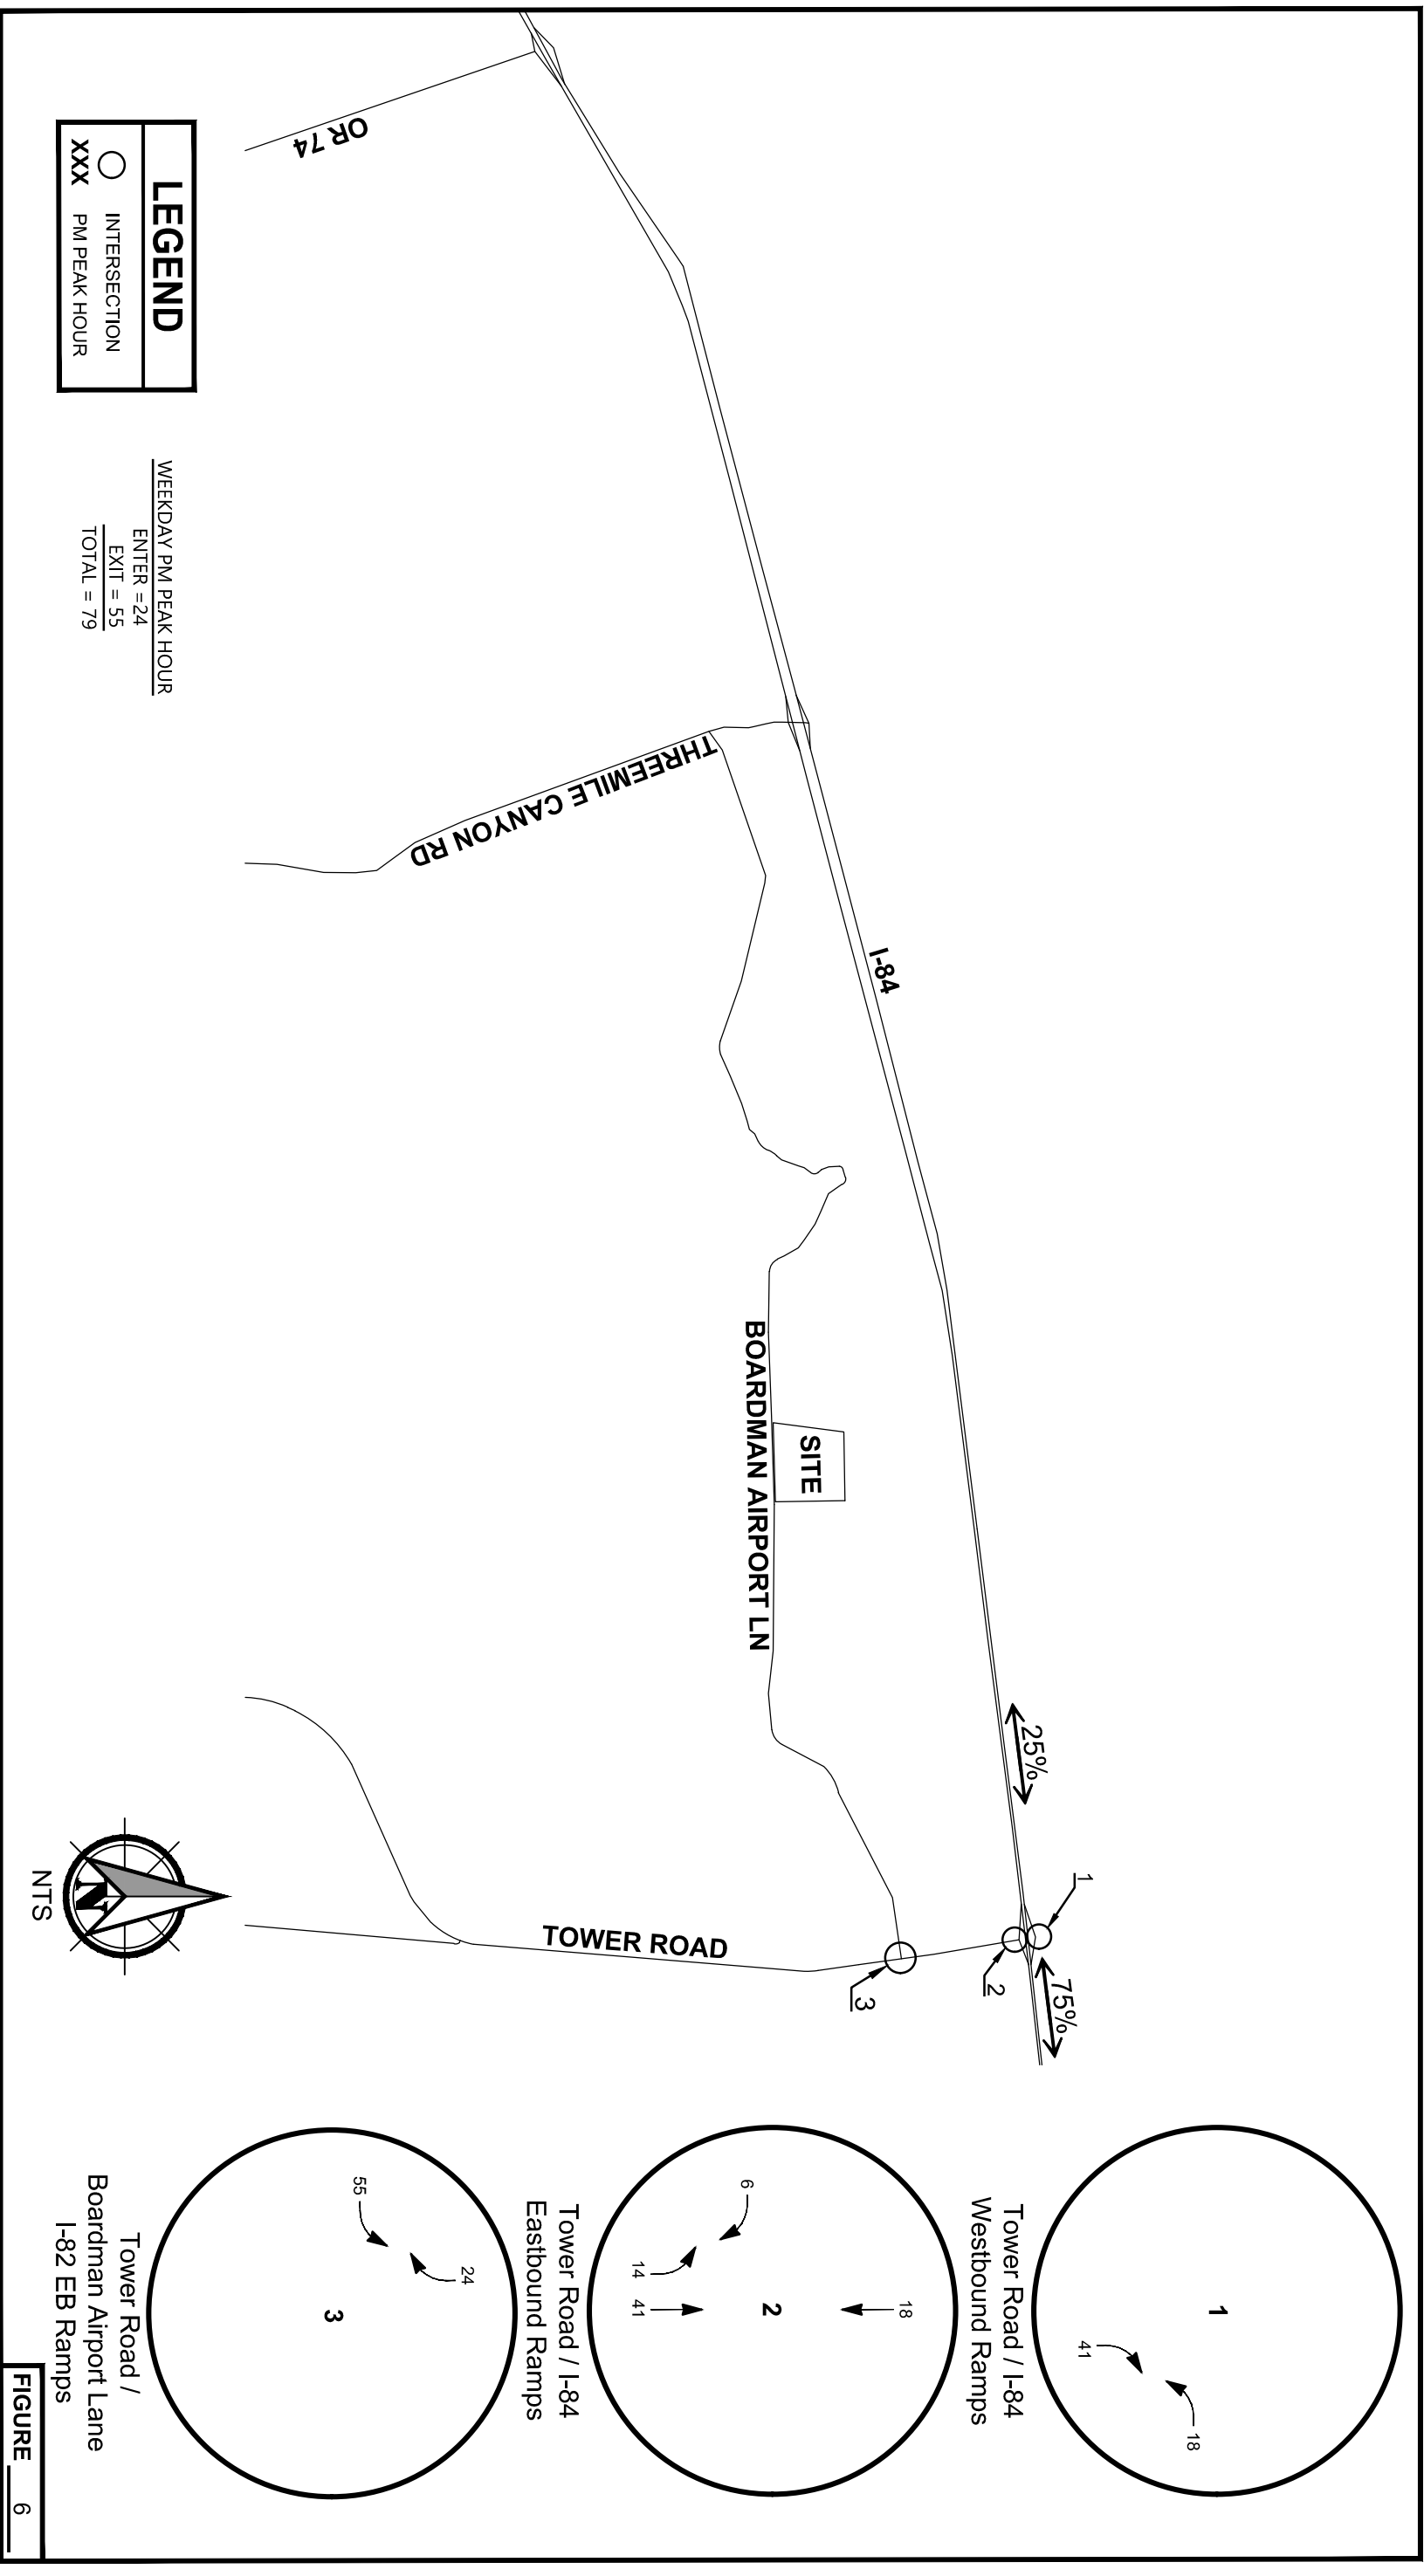 OR 74
THREEMILE CANYON RD
I-84
BOARDMAN AIRPORT LN
SITE
25%
75%
1
2
3
TOWER ROAD
LEGEND
INTERSECTION
XXX PM PEAK HOUR
WEEKDAY PM PEAK HOUR
ENTER =24
EXIT = 55
TOTAL = 79
N
NTS
1
41
18
Tower Road / I-84
Westbound Ramps
6
18
2
14
41
Tower Road / I-84
Eastbound Ramps
24
55
3
Tower Road /
Boardman Airport Lane
I-82 EB Ramps
FIGURE 6